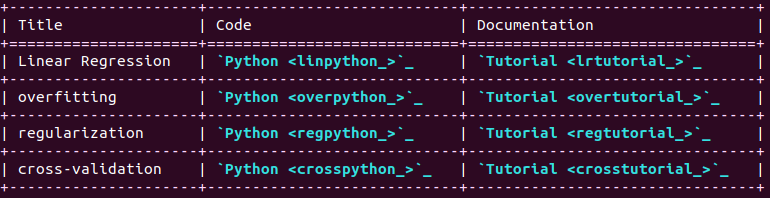 +---------------------+----------------------------+--------------------------------+
| Title               | Code                       | Documentation                  |
+=====================+============================+================================+
| Linear Regression   | `Python <linpython_>`_     | `Tutorial <lrtutorial_>`_      |
+---------------------+----------------------------+--------------------------------+
| overfitting         | `Python <overpython_>`_    | `Tutorial <overtutorial_>`_    |
+---------------------+----------------------------+--------------------------------+
| regularization      | `Python <regpython_>`_     | `Tutorial <regtutorial_>`_     |
+---------------------+----------------------------+--------------------------------+
| cross-validation    | `Python <crosspython_>`_   | `Tutorial <crosstutorial_>`_   |
+---------------------+----------------------------+--------------------------------+